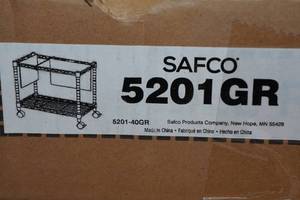 SAFCO®
5201GR
5201-40GR
Safco Products Company, New Hope, MN 55428
Made in China • Fabriqué en Chine • Hecho en China